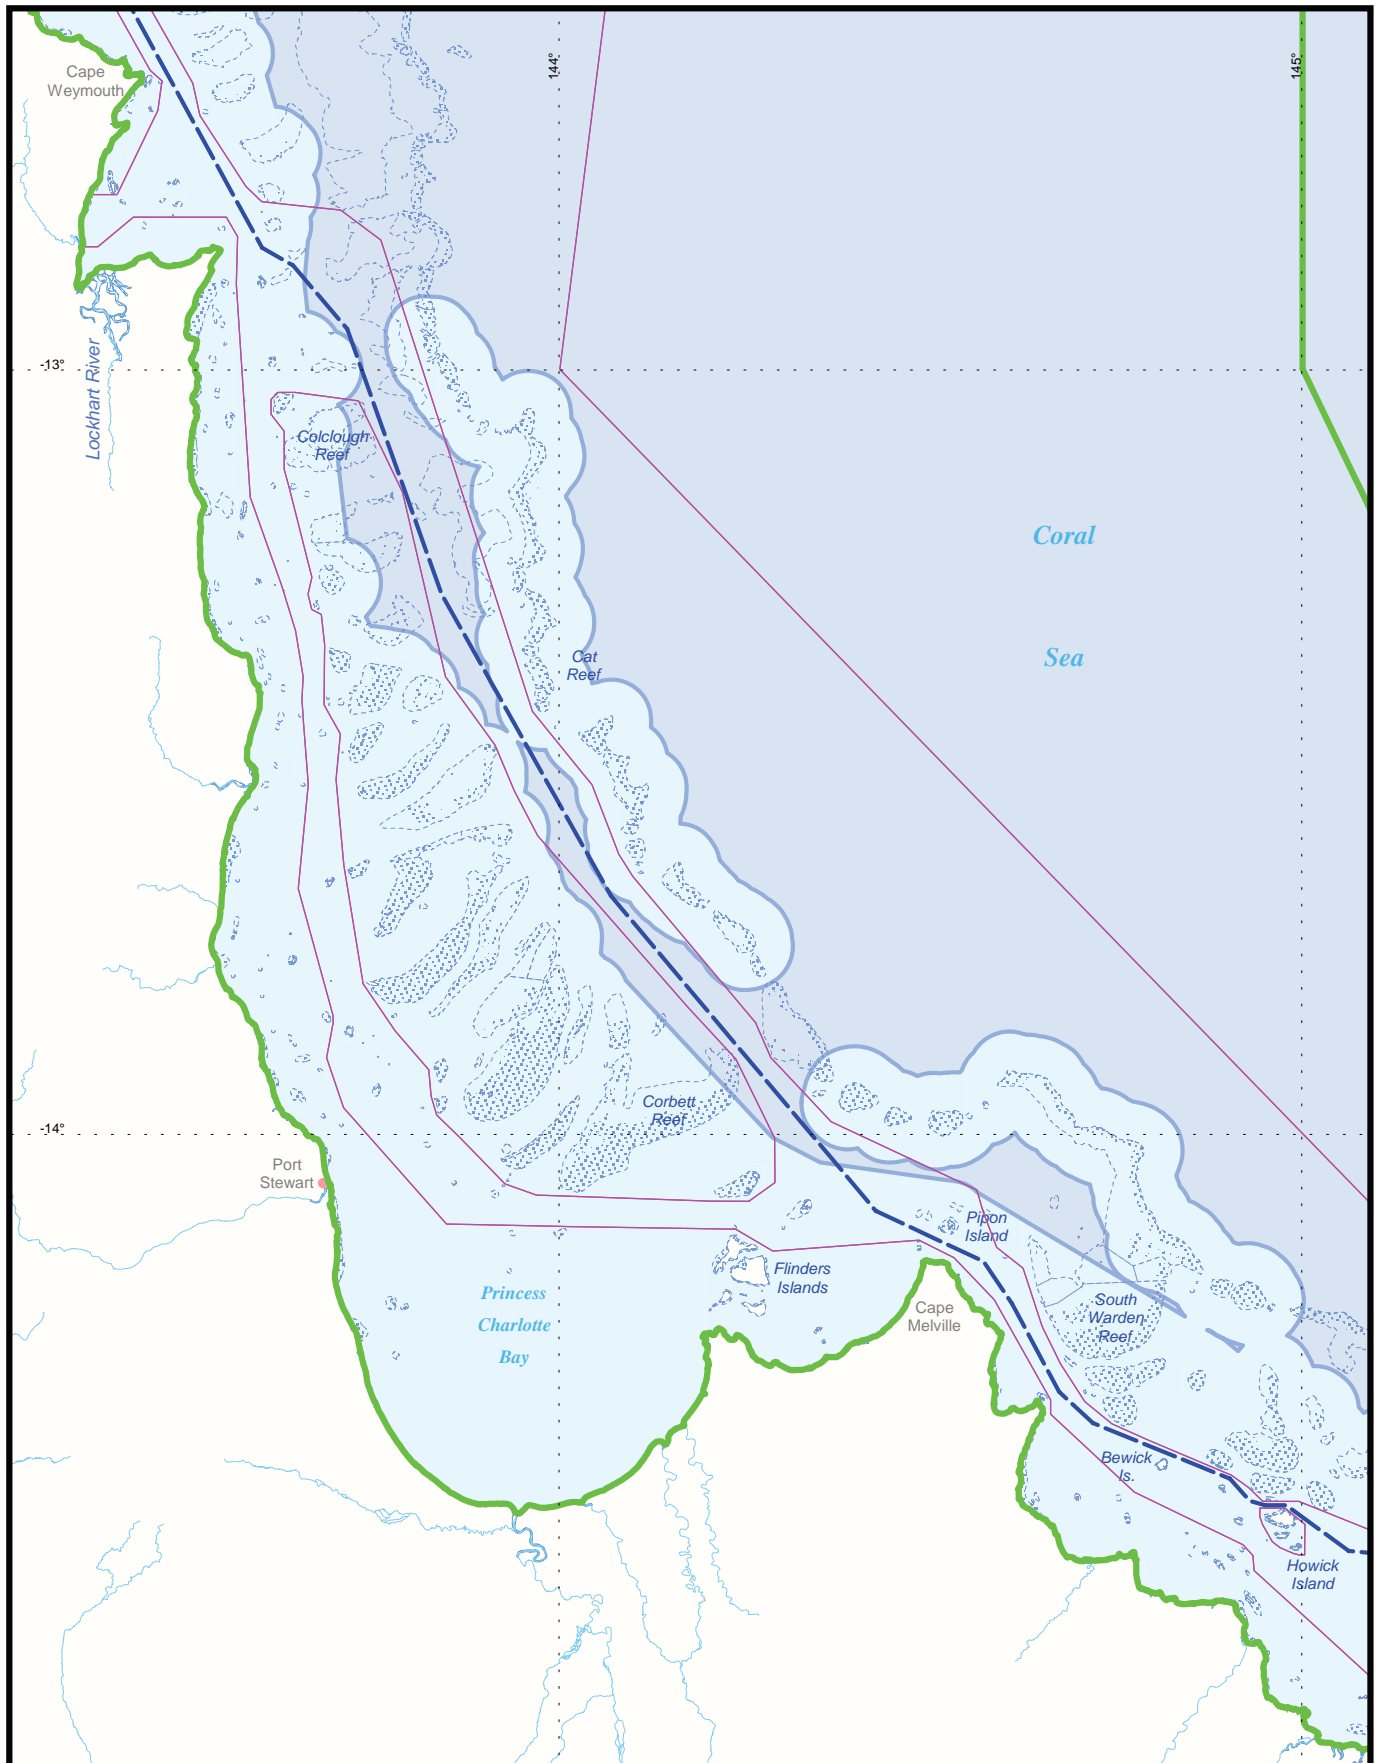 144°
145°
Cape
Weymouth
-13°
Lockhart River
Colclough
Reef
Coral
Sea
Cat
Reef
Corbett
Reef
-14°
Port
Stewart
Pipon
Island
Flinders
Islands
Princess
Charlotte
Bay
Cape
Melville
South
Warden
Reef
Bewick
Is.
Howick
Island